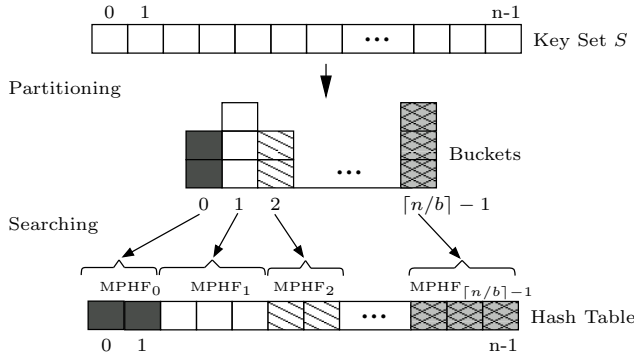 0 1 n-1
... Key Set S
Partitioning
Buckets
...
0 1 2 ⌈n/b⌉ − 1
Searching
MPHF₀ MPHF₁ MPHF₂ MPHF⌈n/b⌉−1
... Hash Table
0 1 n-1